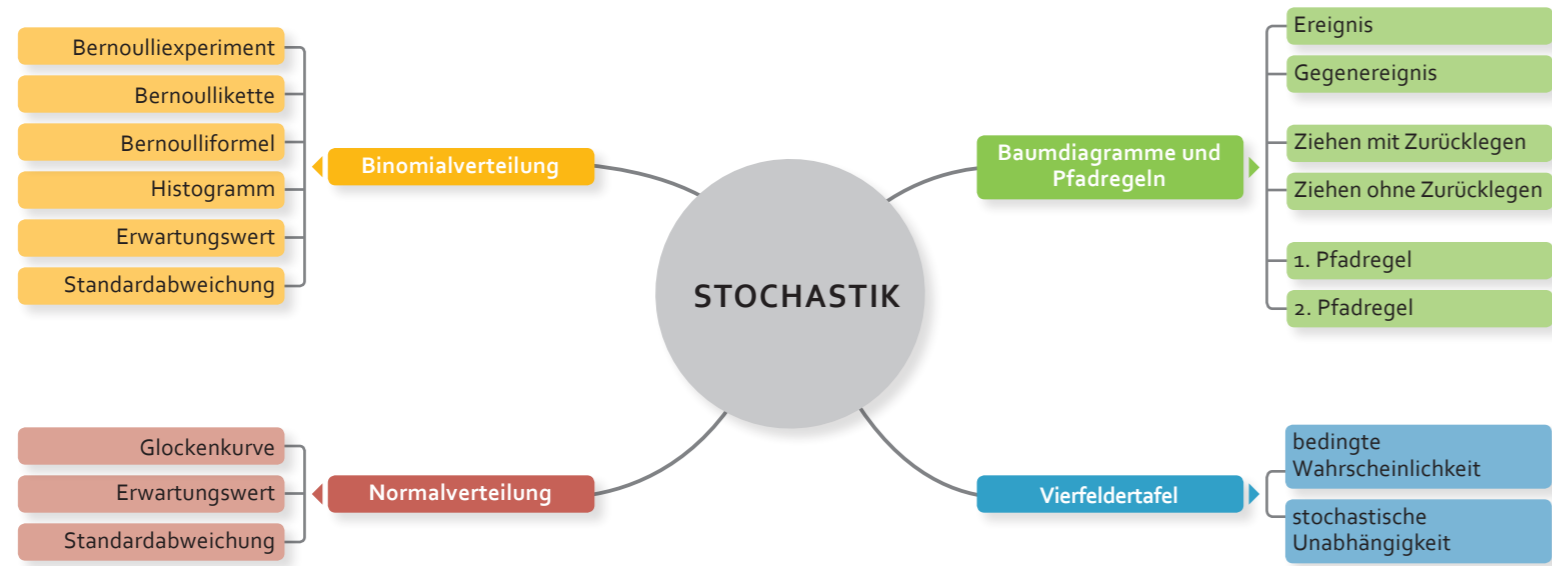 STOCHASTIK
Binomialverteilung
Bernoulliexperiment
Bernoullikette
Bernoulliformel
Histogramm
Erwartungswert
Standardabweichung
Baumdiagramme und
Pfadregeln
Ereignis
Gegenereignis
Ziehen mit Zurücklegen
Ziehen ohne Zurücklegen
1. Pfadregel
2. Pfadregel
Normalverteilung
Glockenkurve
Erwartungswert
Standardabweichung
Vierfeldertafel
bedingte
Wahrscheinlichkeit
stochastische
Unabhängigkeit